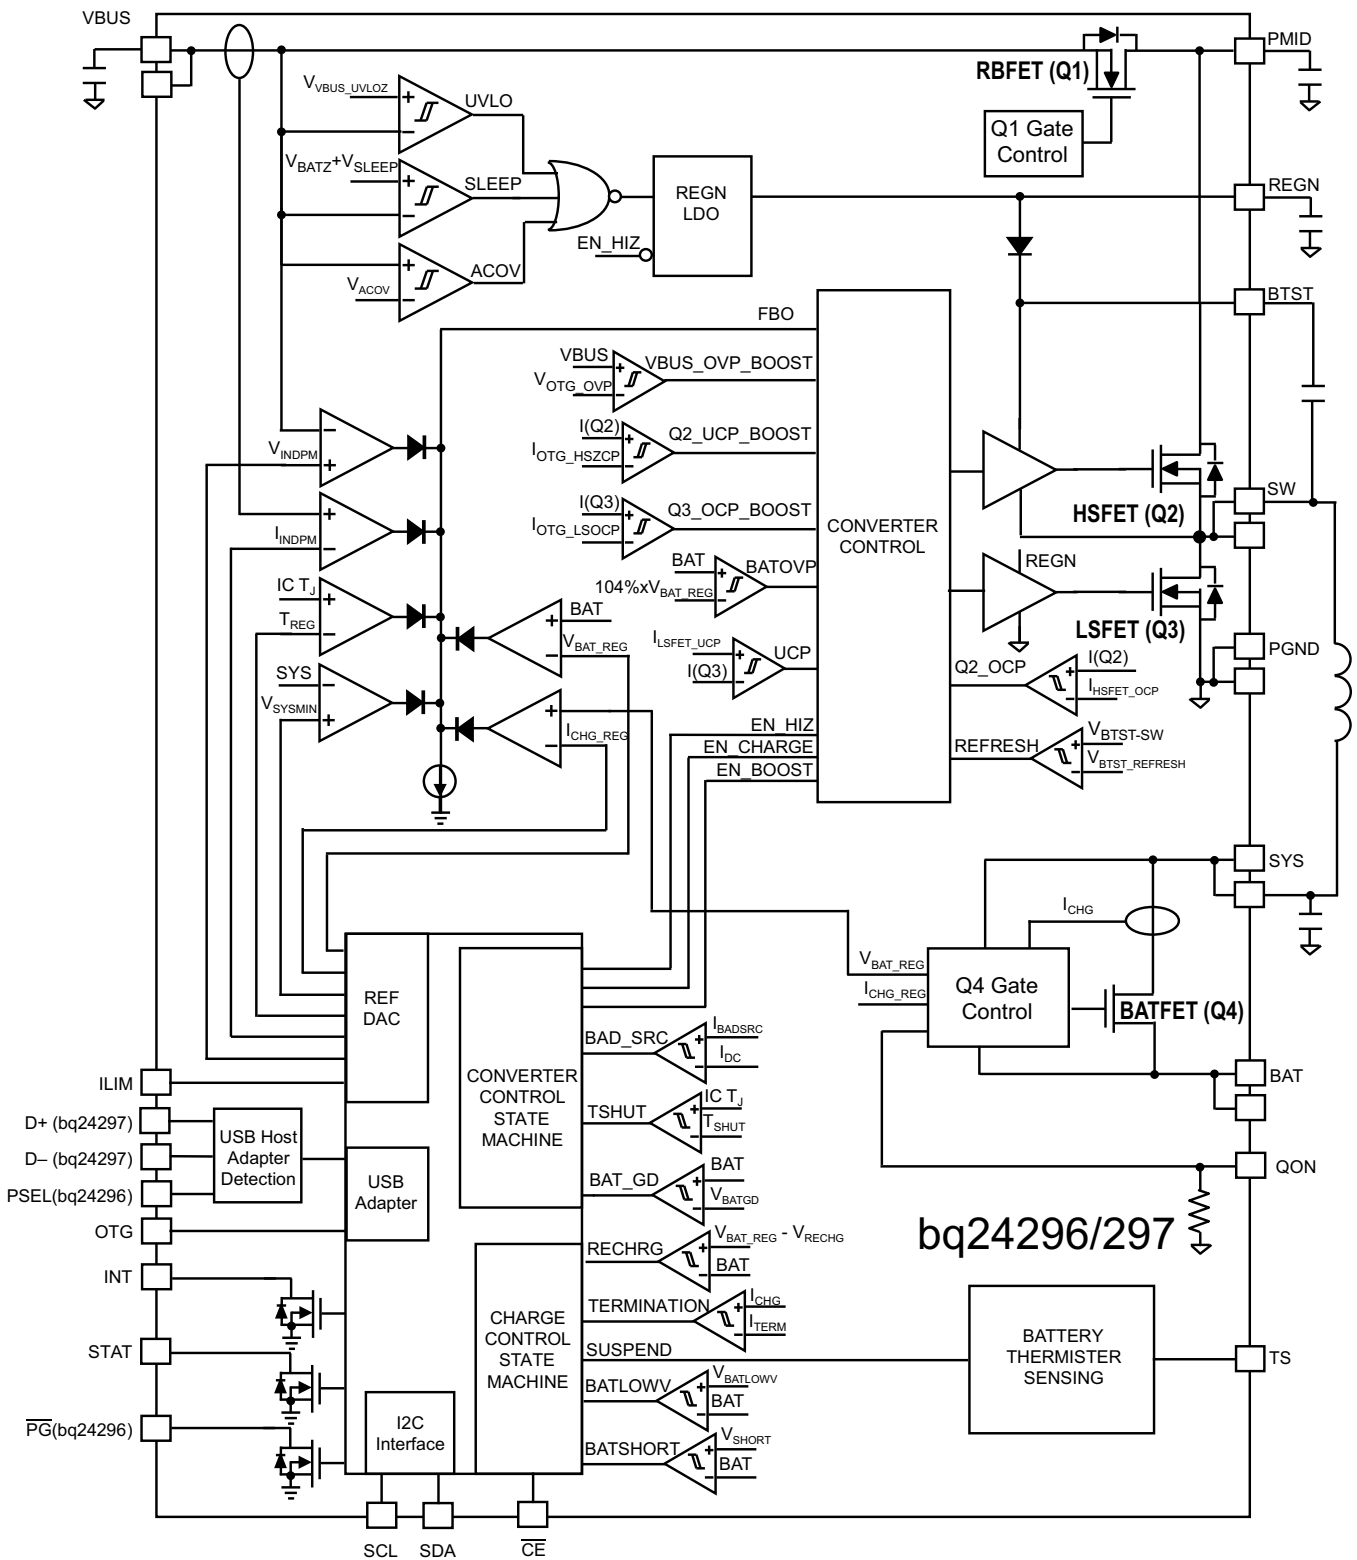 VBUS
PMID
RBFET (Q1)
Q1 Gate
Control
VVBUS_UVLOZ
UVLO
VBATZ+VSLEEP
SLEEP
VACOV
ACOV
EN_HIZ
REGN
LDO
REGN
BTST
FBO
VBUS
VOTG_OVP
VBUS_OVP_BOOST
I(Q2)
IOTG_HSZCP
Q2_UCP_BOOST
I(Q3)
IOTG_LSOCP
Q3_OCP_BOOST
BAT
104%xVBAT_REG
BATOVP
ILSFET_UCP
I(Q3)
UCP
CONVERTER
CONTROL
VINDPM
IINDPM
IC TJ
TREG
SYS
VSYSMIN
BAT
VBAT_REG
ICHG_REG
HSFET (Q2)
SW
REGN
LSFET (Q3)
PGND
Q2_OCP
I(Q2)
IHSFET_OCP
REFRESH
VBTST-SW
VBTST_REFRESH
EN_HIZ
EN_CHARGE
EN_BOOST
SYS
ICHG
VBAT_REG
ICHG_REG
Q4 Gate
Control
BATFET (Q4)
BAT
QON
REF
DAC
ILIM
D+ (bq24297)
D– (bq24297)
PSEL(bq24296)
OTG
USB Host
Adapter
Detection
USB
Adapter
CONVERTER
CONTROL
STATE
MACHINE
BAD_SRC
IBADSRC
IDC
TSHUT
IC TJ
TSHUT
BAT_GD
BAT
VBATGD
RECHRG
VBAT_REG - VRECHG
BAT
TERMINATION
ICHG
ITERM
SUSPEND
BATLOWV
VBATLOWV
BAT
BATSHORT
VSHORT
BAT
CHARGE
CONTROL
STATE
MACHINE
bq24296/297
BATTERY
THERMISTER
SENSING
TS
INT
STAT
PG(bq24296)
I2C
Interface
SCL
SDA
CE